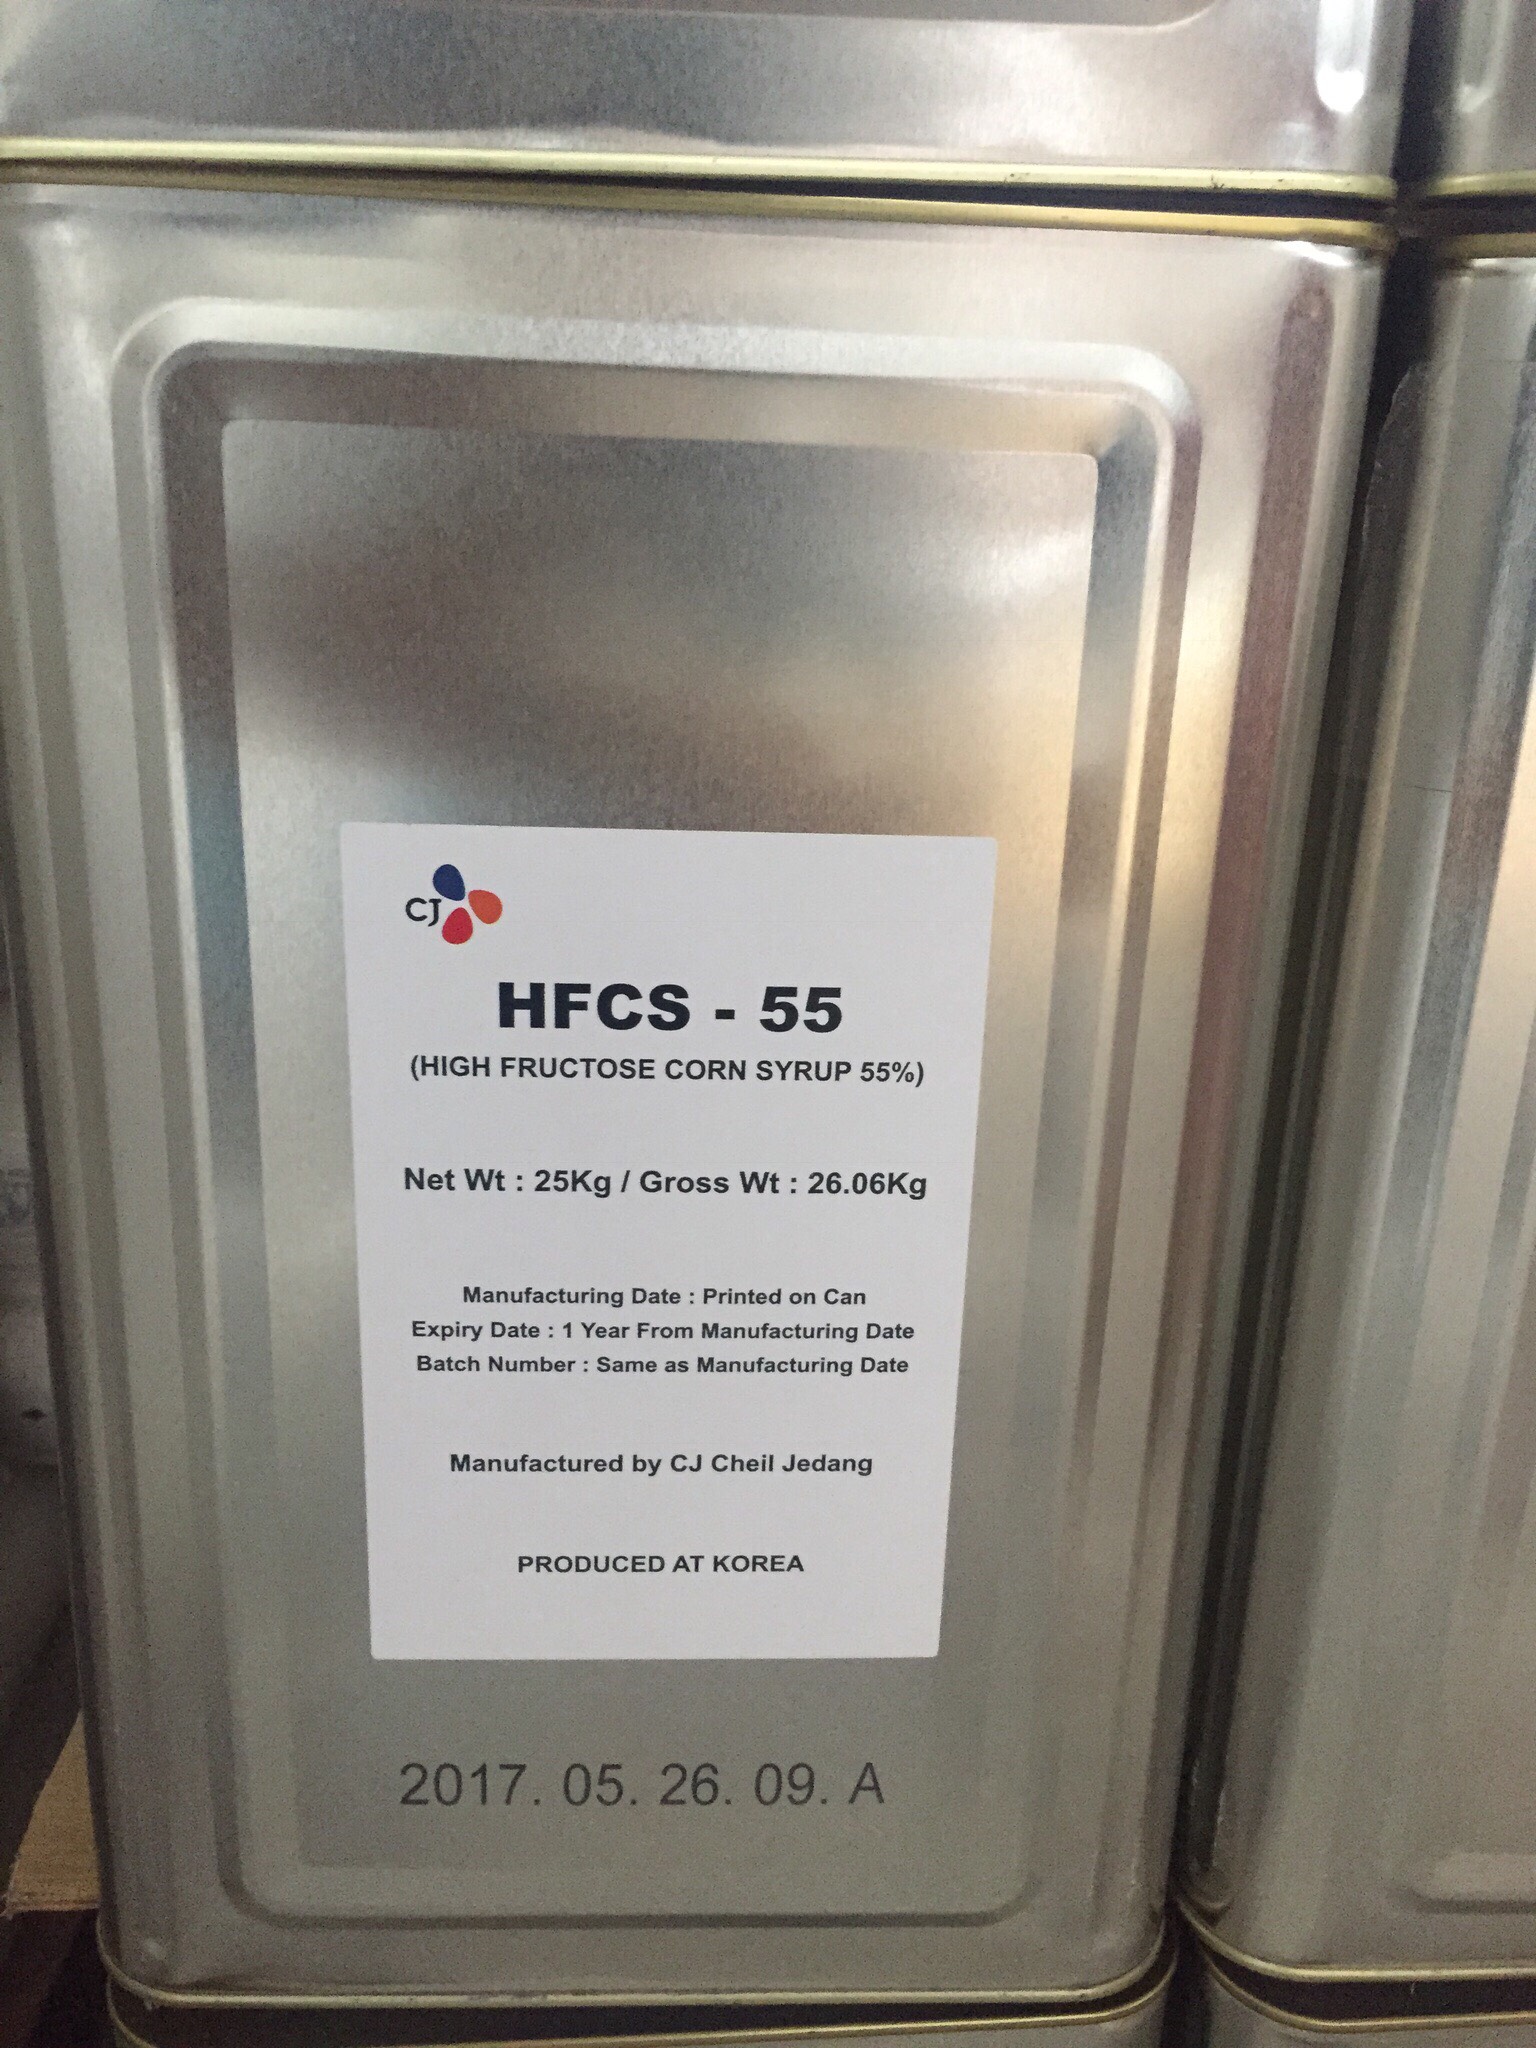 CJ
HFCS - 55
(HIGH FRUCTOSE CORN SYRUP 55%)
Net Wt : 25Kg / Gross Wt : 26.06Kg
Manufacturing Date : Printed on Can
Expiry Date : 1 Year From Manufacturing Date
Batch Number : Same as Manufacturing Date
Manufactured by CJ Cheil Jedang
PRODUCED AT KOREA
2017. 05. 26. 09. A